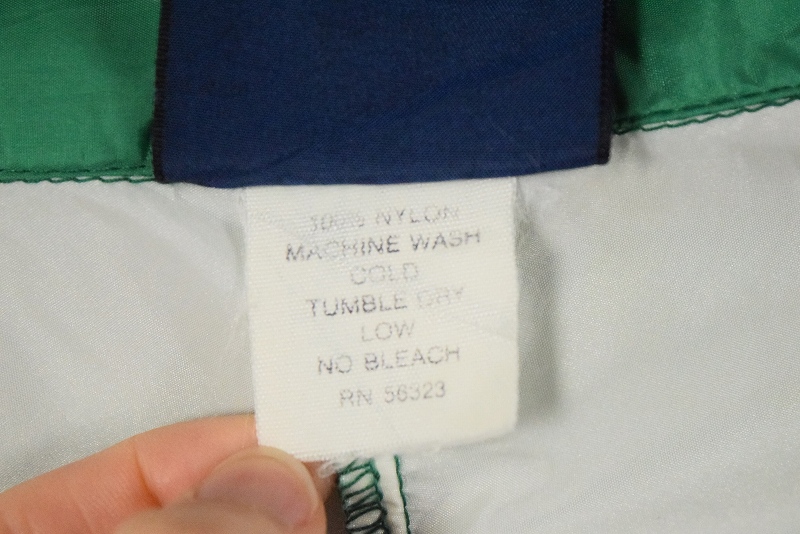 100% NYLON
MACHINE WASH
COLD
TUMBLE DRY
LOW
NO BLEACH
RN 56323